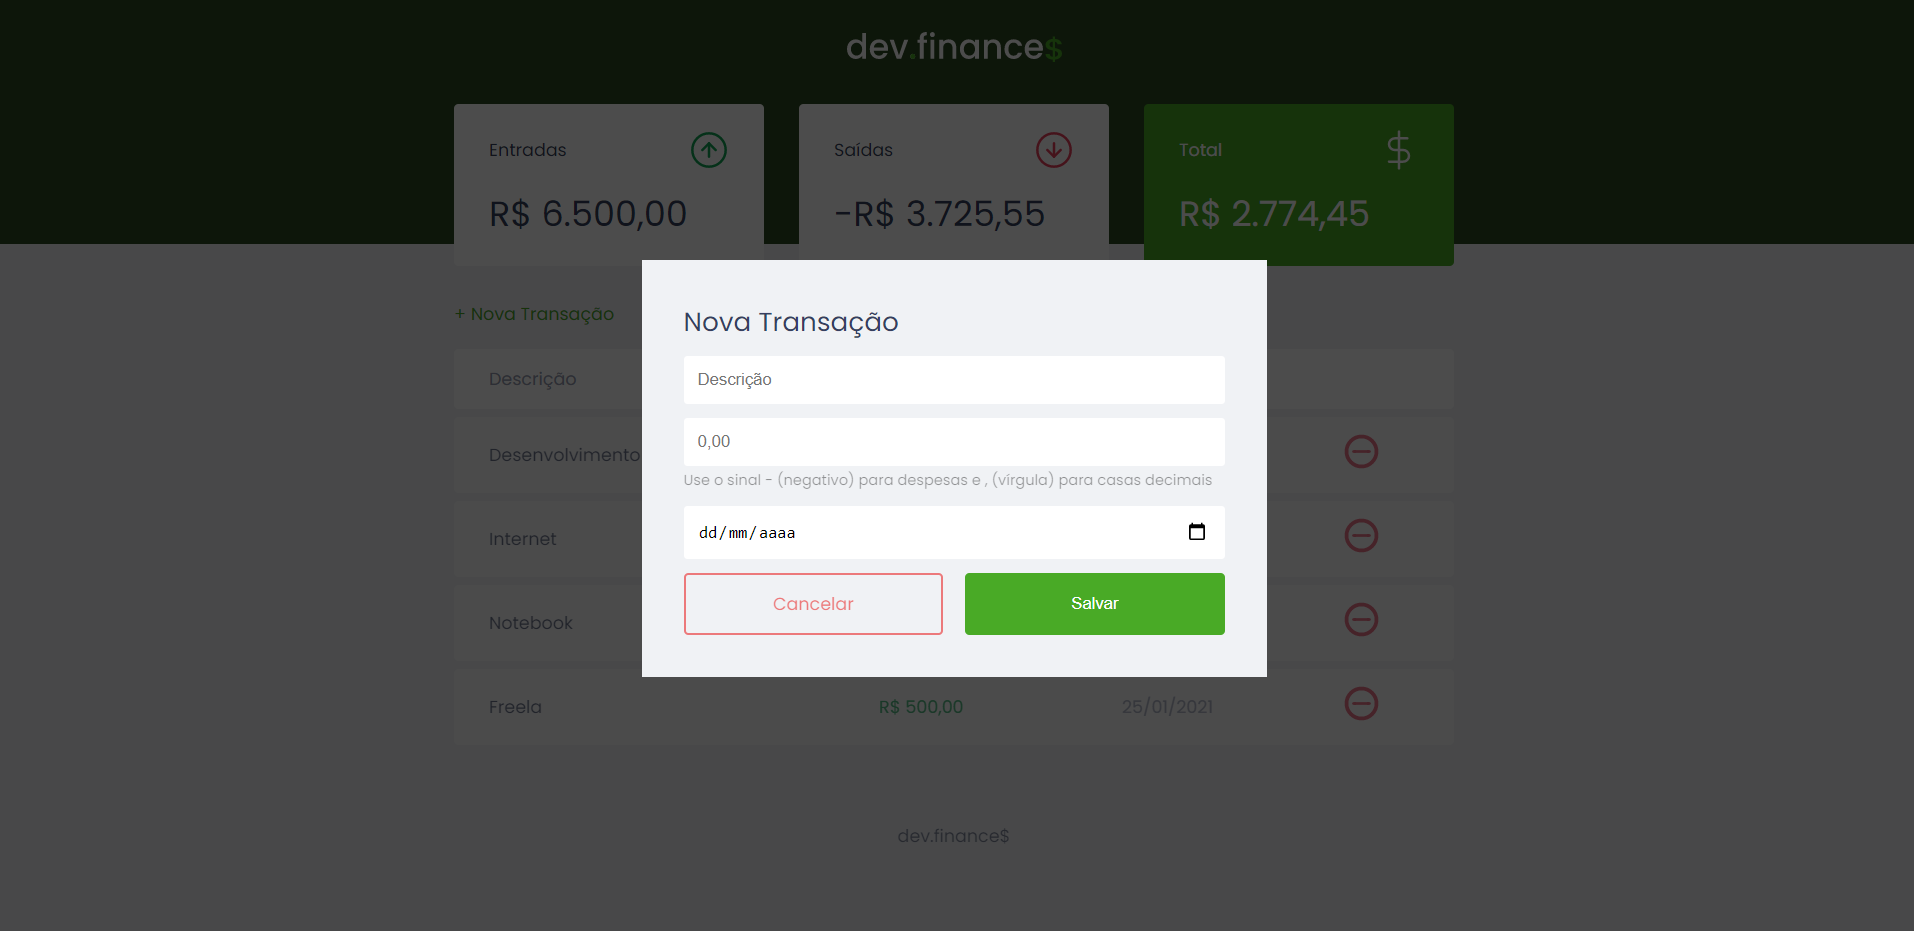 dev.finance$
Entradas
R$ 6.500,00
Saídas
-R$ 3.725,55
Total
$
R$ 2.774,45
+ Nova Transação
Descrição
Desenvolvimento
Internet
Notebook
Freela
R$ 500,00
25/01/2021
Nova Transação
Descrição
0,00
Use o sinal - (negativo) para despesas e , (vírgula) para casas decimais
dd/mm/aaaa
Cancelar
Salvar
dev.finance$